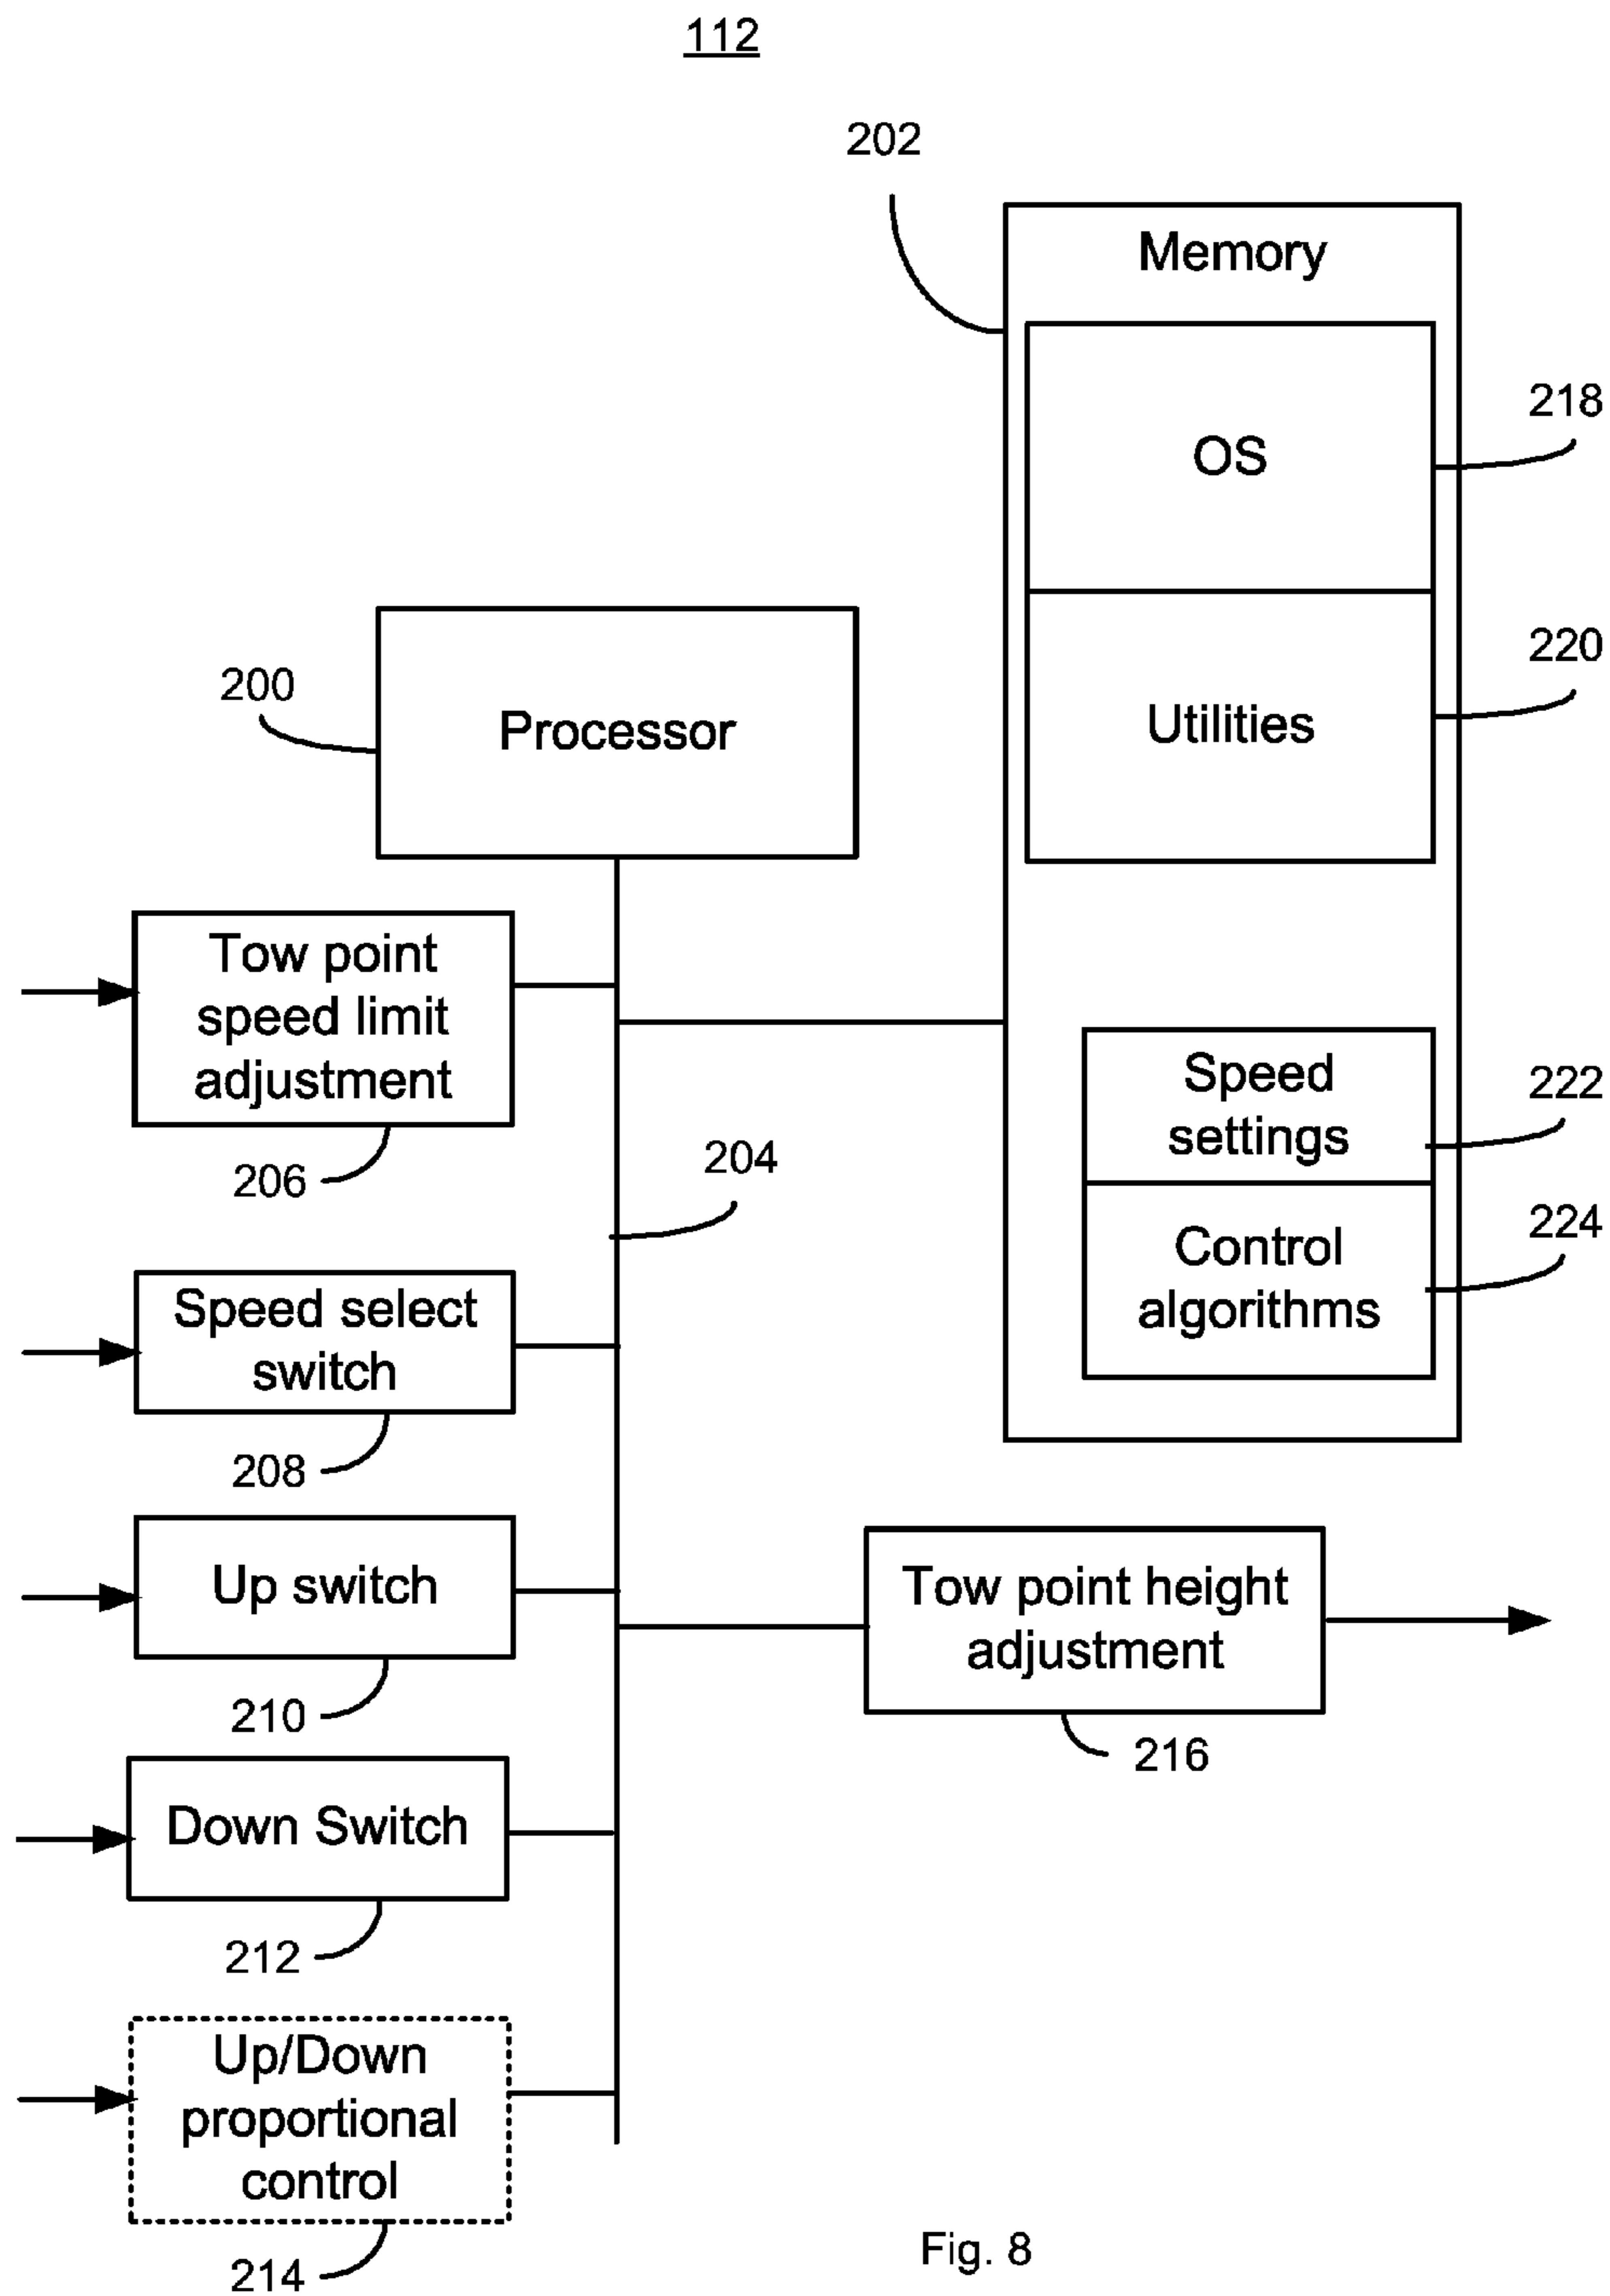 112
202
Memory
OS
218
Utilities
220
200
Processor
Tow point
speed limit
adjustment
206
204
Speed
settings
222
Control
algorithms
224
Speed select
switch
208
Up switch
210
Tow point height
adjustment
216
Down Switch
212
Up/Down
proportional
control
214
Fig. 8